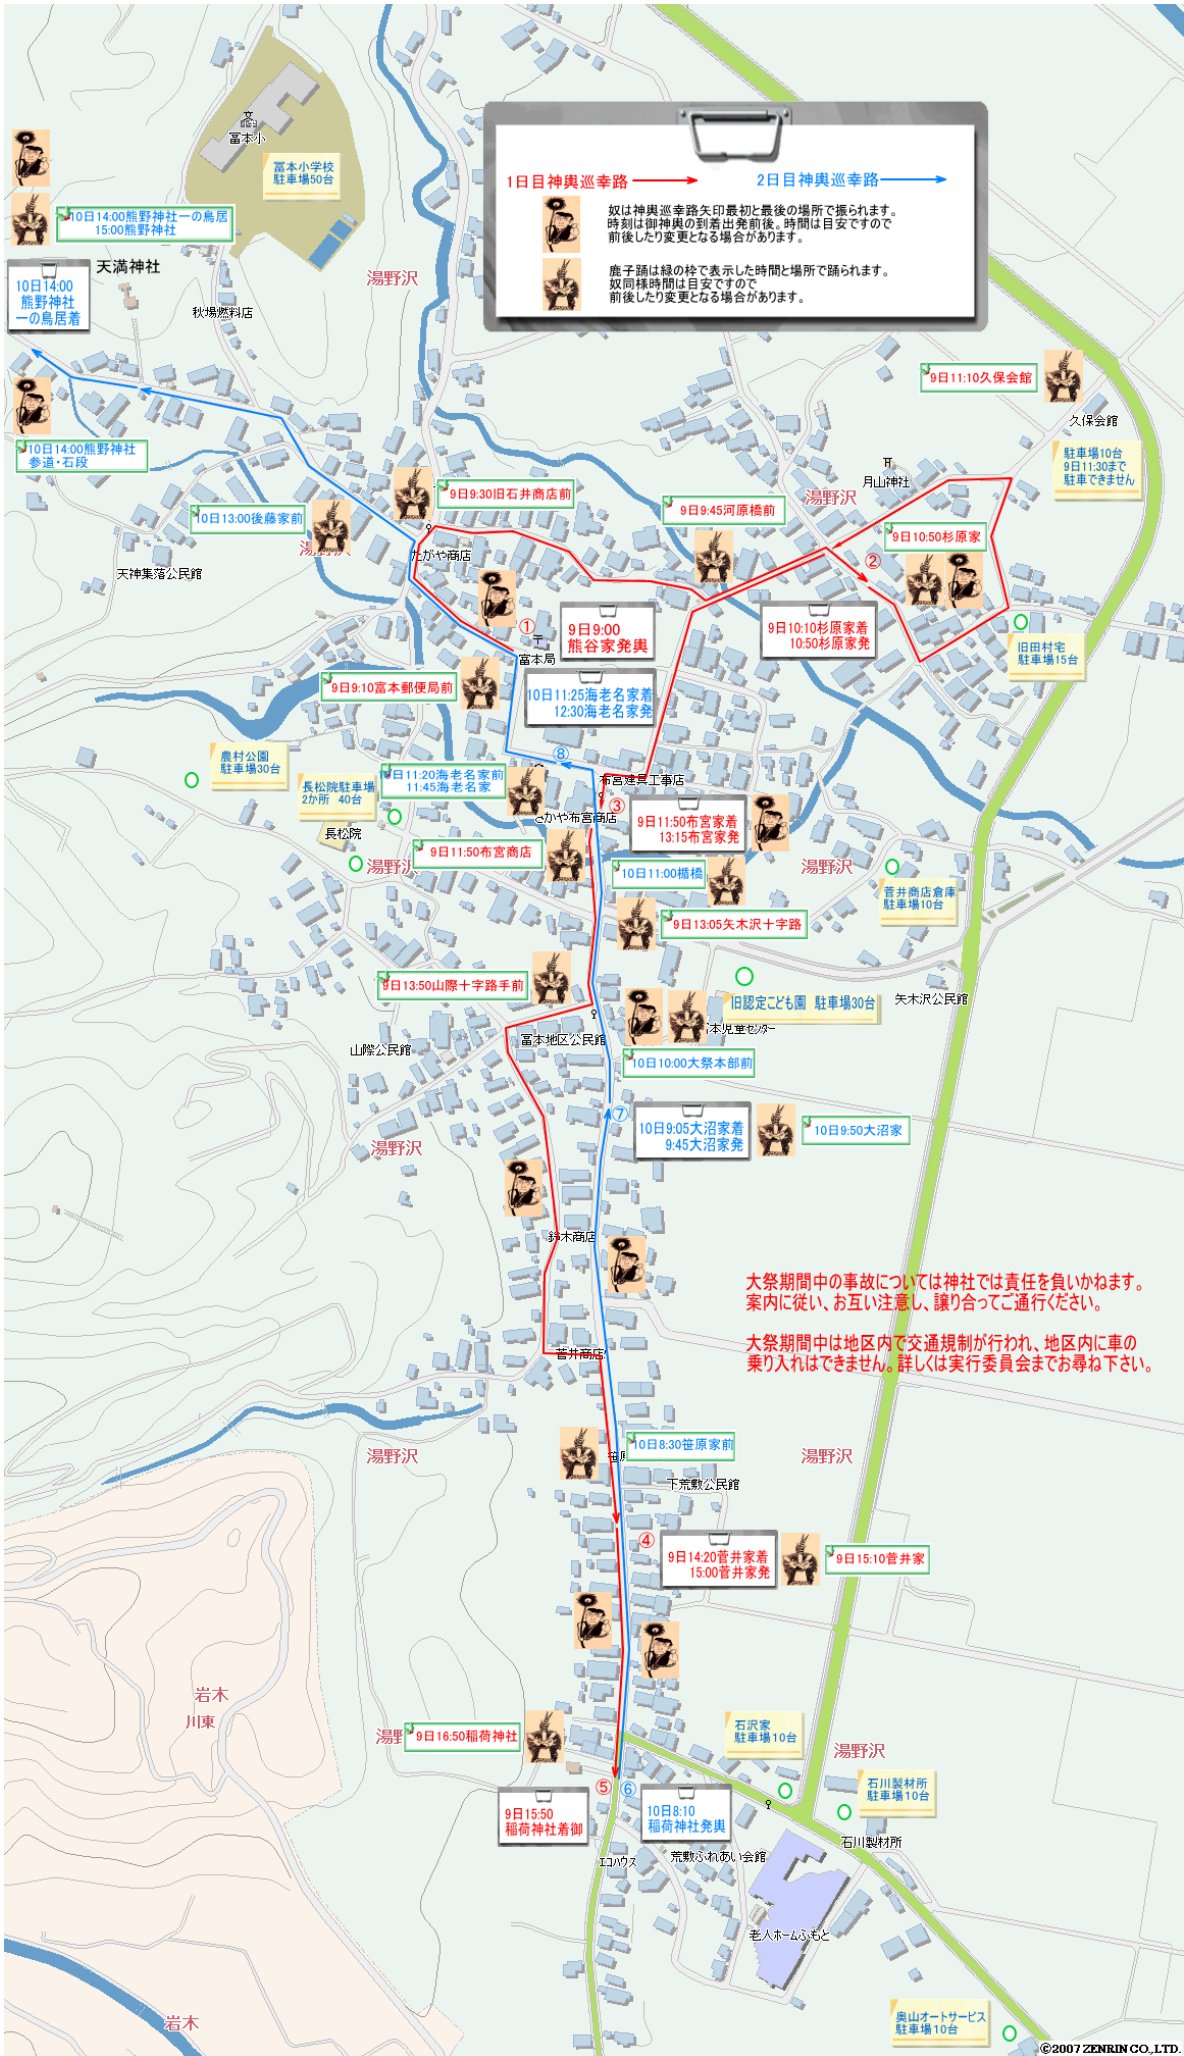 冨本小
冨本小学校
駐車場50台
1日目神輿巡幸路
2日目神輿巡幸路
奴は神輿巡幸路矢印最初と最後の場所で振られます。
時刻は御神輿の到着出発前後。時間は目安ですので
前後したり変更となる場合があります。
鹿子踊は緑の枠で表示した時間と場所で踊られます。
奴同様時間は目安ですので
前後したり変更となる場合があります。
10日14:00熊野神社一の鳥居
15:00熊野神社
天満神社
湯野沢
10日14:00
熊野神社
一の鳥居着
秋場燃料店
9日11:10久保会館
久保会館
10日14:00熊野神社
参道・石段
駐車場10台
9日11:30まで
駐車できません
月山神社
湯野沢
9日9:30旧石井商店前
9日9:45河原橋前
10日13:00後藤家前
9日10:50杉原家
たがや商店
天神集落公民館
②
①
9日9:00
熊谷家発輿
9日10:10杉原家着
10:50杉原家発
旧田村宅
駐車場15台
冨本局
9日9:10冨本郵便局前
10日11:25海老名家着
12:30海老名家発
⑧
農村公園
駐車場30台
長松院駐車場
2か所 40台
10日11:20海老名家前
11:45海老名家
布宮建具工事店
③
9日11:50布宮家着
13:15布宮家発
さかや布宮商店
長松院
9日11:50布宮商店
湯野沢
10日11:00楯橋
湯野沢
菅井商店倉庫
駐車場10台
9日13:05矢木沢十字路
9日13:50山際十字路手前
矢木沢公民館
旧認定こども園 駐車場30台
本児童センター
冨本地区公民館
山際公民館
10日10:00大祭本部前
⑦
10日9:05大沼家着
9:45大沼家発
10日9:50大沼家
湯野沢
鈴木商店
大祭期間中の事故については神社では責任を負いかねます。
案内に従い、お互い注意し、譲り合ってご通行ください。
大祭期間中は地区内で交通規制が行われ、地区内に車の
乗り入れはできません。詳しくは実行委員会までお尋ね下さい。
菅井商店
10日8:30笹原家前
湯野沢
湯野沢
下荒敷公民館
④
9日14:20菅井家着
15:00菅井家発
9日15:10菅井家
岩木
川東
9日16:50稲荷神社
石沢家
駐車場10台
湯野沢
⑤
⑥
9日15:50
稲荷神社着御
10日8:10
稲荷神社発輿
石川製材所
駐車場10台
石川製材所
エコハウス
荒敷ふれあい会館
老人ホームふもと
岩木
奥山オートサービス
駐車場10台
©2007 ZENRIN CO., LTD.